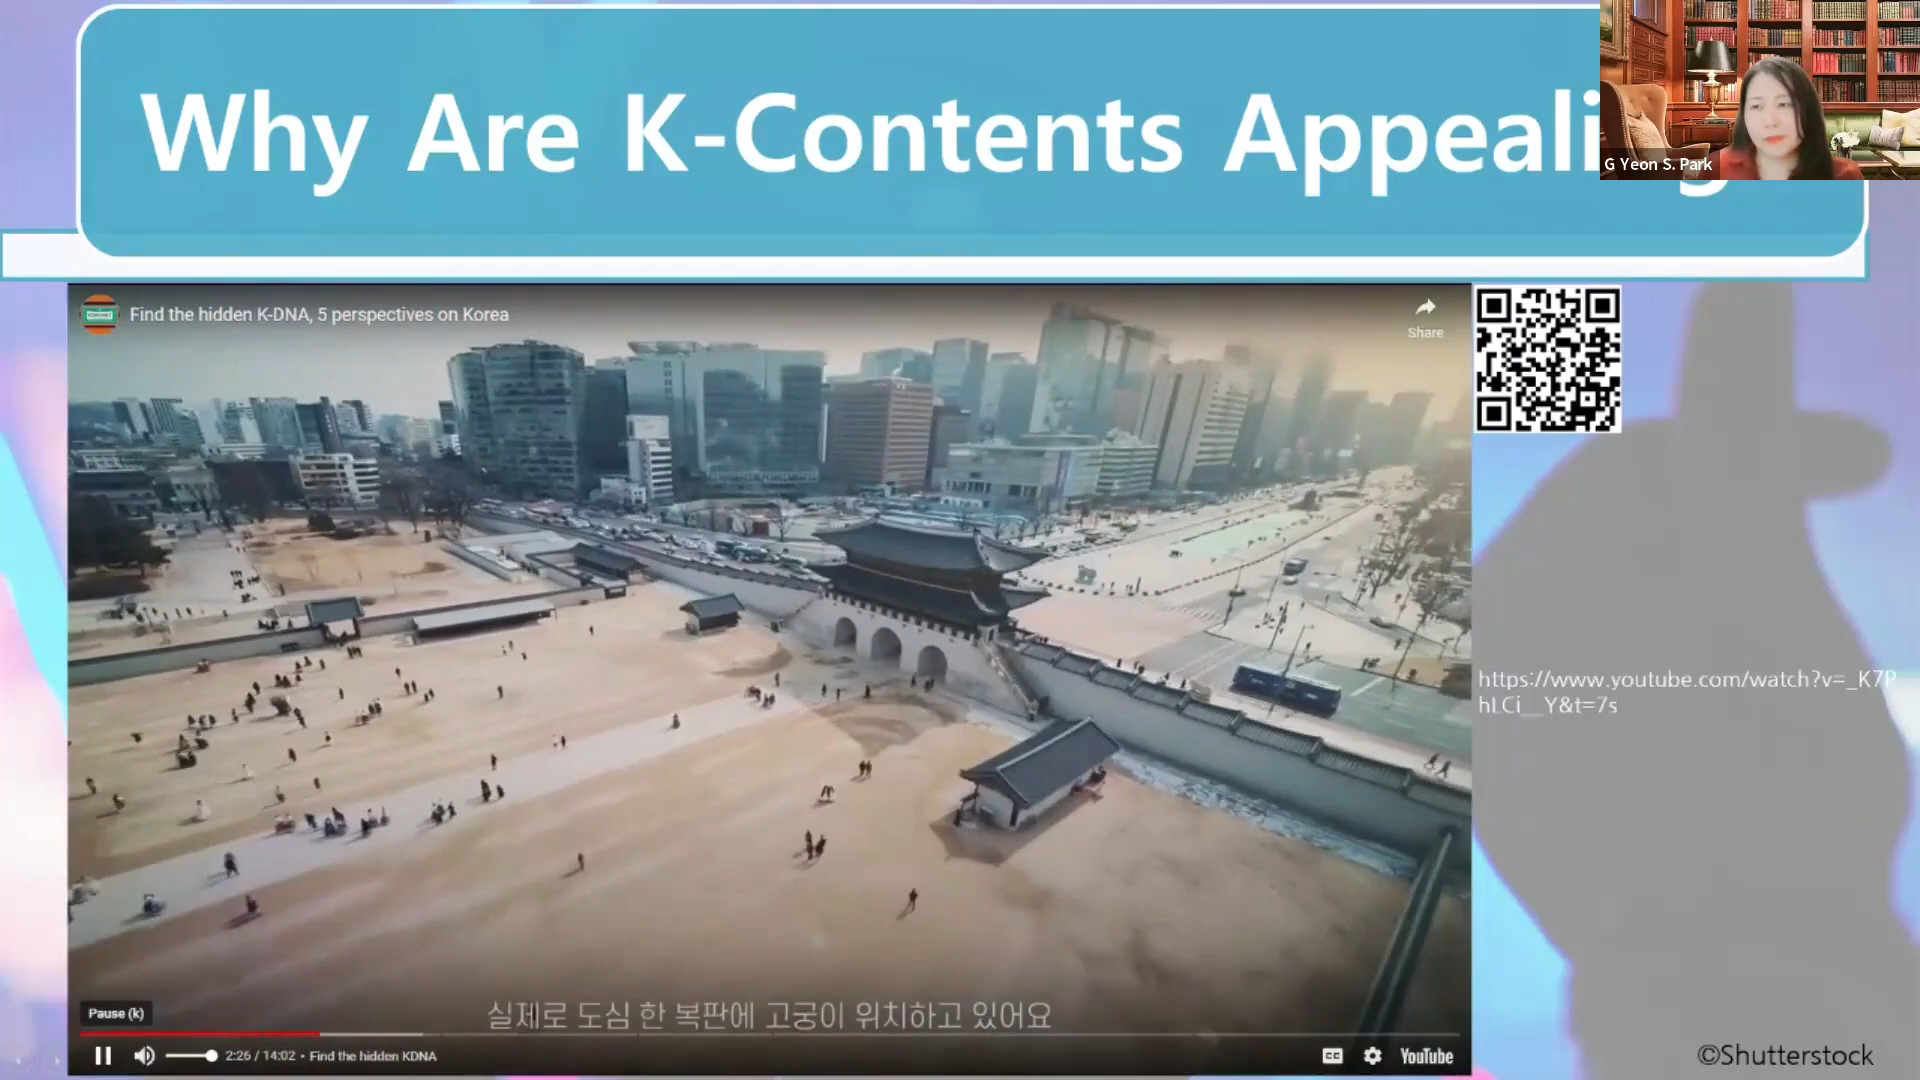 Why Are K-Contents Appeali g
G Yeon S. Park
Find the hidden K-DNA, 5 perspectives on Korea
Share
https://www.youtube.com/watch?v=_K7P
hLCi__Y&t=7s
Pause (k)
실제로 도심 한 복판에 고궁이 위치하고 있어요
2:26 / 14:02 • Find the hidden KDNA
CC
YouTube
©Shutterstock